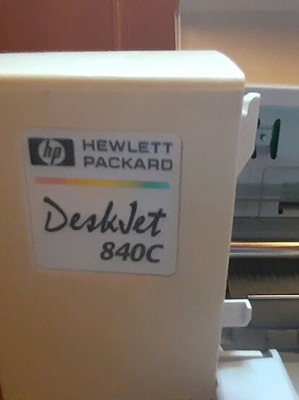 hp HEWLETT
PACKARD
DeskJet
840C